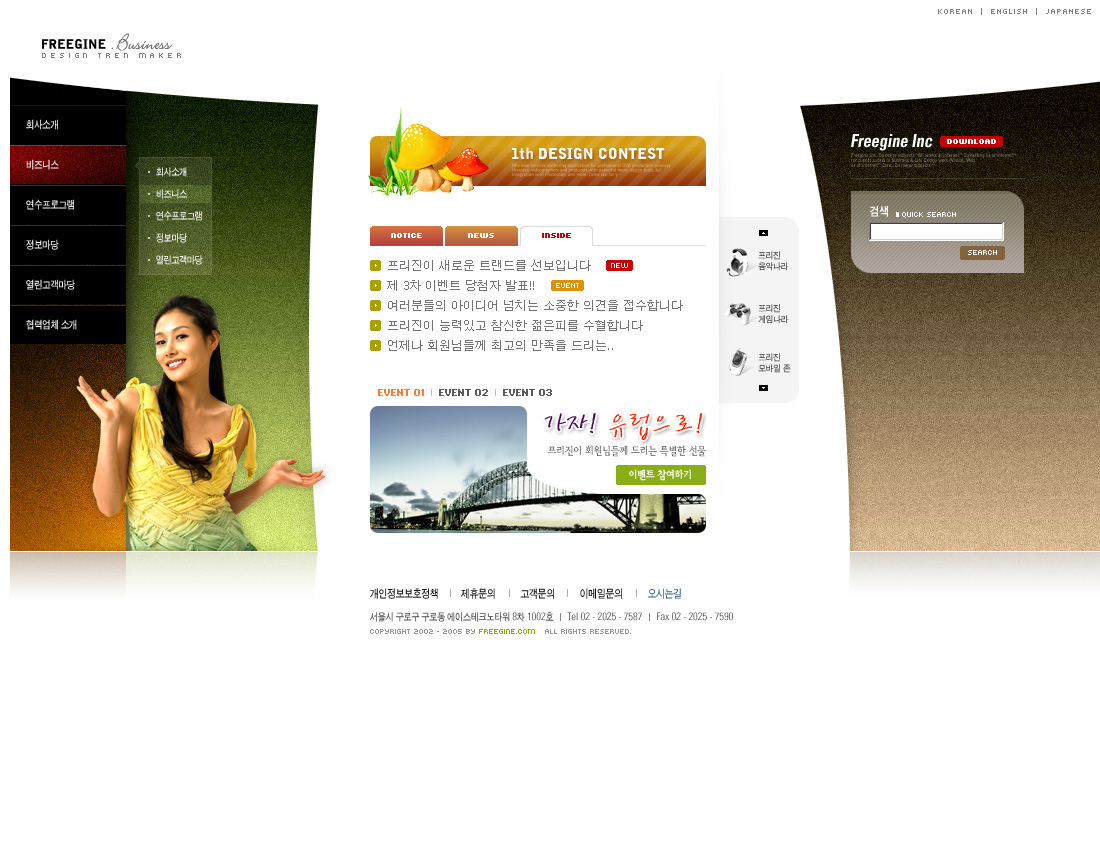 KOREAN | ENGLISH | JAPANESE
FREEGINE .Business
DESIGN TREN MAKER
회사소개
비즈니스
연수프로그램
정보마당
열린고객마당
협력업체 소개
회사소개
비즈니스
연수프로그램
정보마당
열린고객마당
1th DESIGN CONTEST
NOTICE
NEWS
INSIDE
프리진이 새로운 트랜드를 선보입니다 NEW
제 3차 이벤트 당첨자 발표!! EVENT
여러분들의 아이디어 넘치는 소중한 의견을 접수합니다
프리진이 능력있고 참신한 젊은피를 수혈합니다
언제나 회원님들께 최고의 만족을 드리는..
EVENT 01 | EVENT 02 | EVENT 03
가자! 유럽으로!
프리진이 회원님들께 드리는 특별한 선물
이벤트 참여하기
프리진
음악나라
프리진
게임나라
프리진
모바일 존
Freegine Inc DOWNLOAD
검색 QUICK SEARCH
SEARCH
개인정보보호정책 | 제휴문의 | 고객문의 | 이메일문의 | 오시는길
서울시 구로구 구로동 에이스테크노타워 8차 1002호 | Tel 02 - 2025 - 7587 | Fax 02 - 2025 - 7590
COPYRIGHT 2002 - 2005 BY FREEGINE.COM ALL RIGHTS RESERVED.